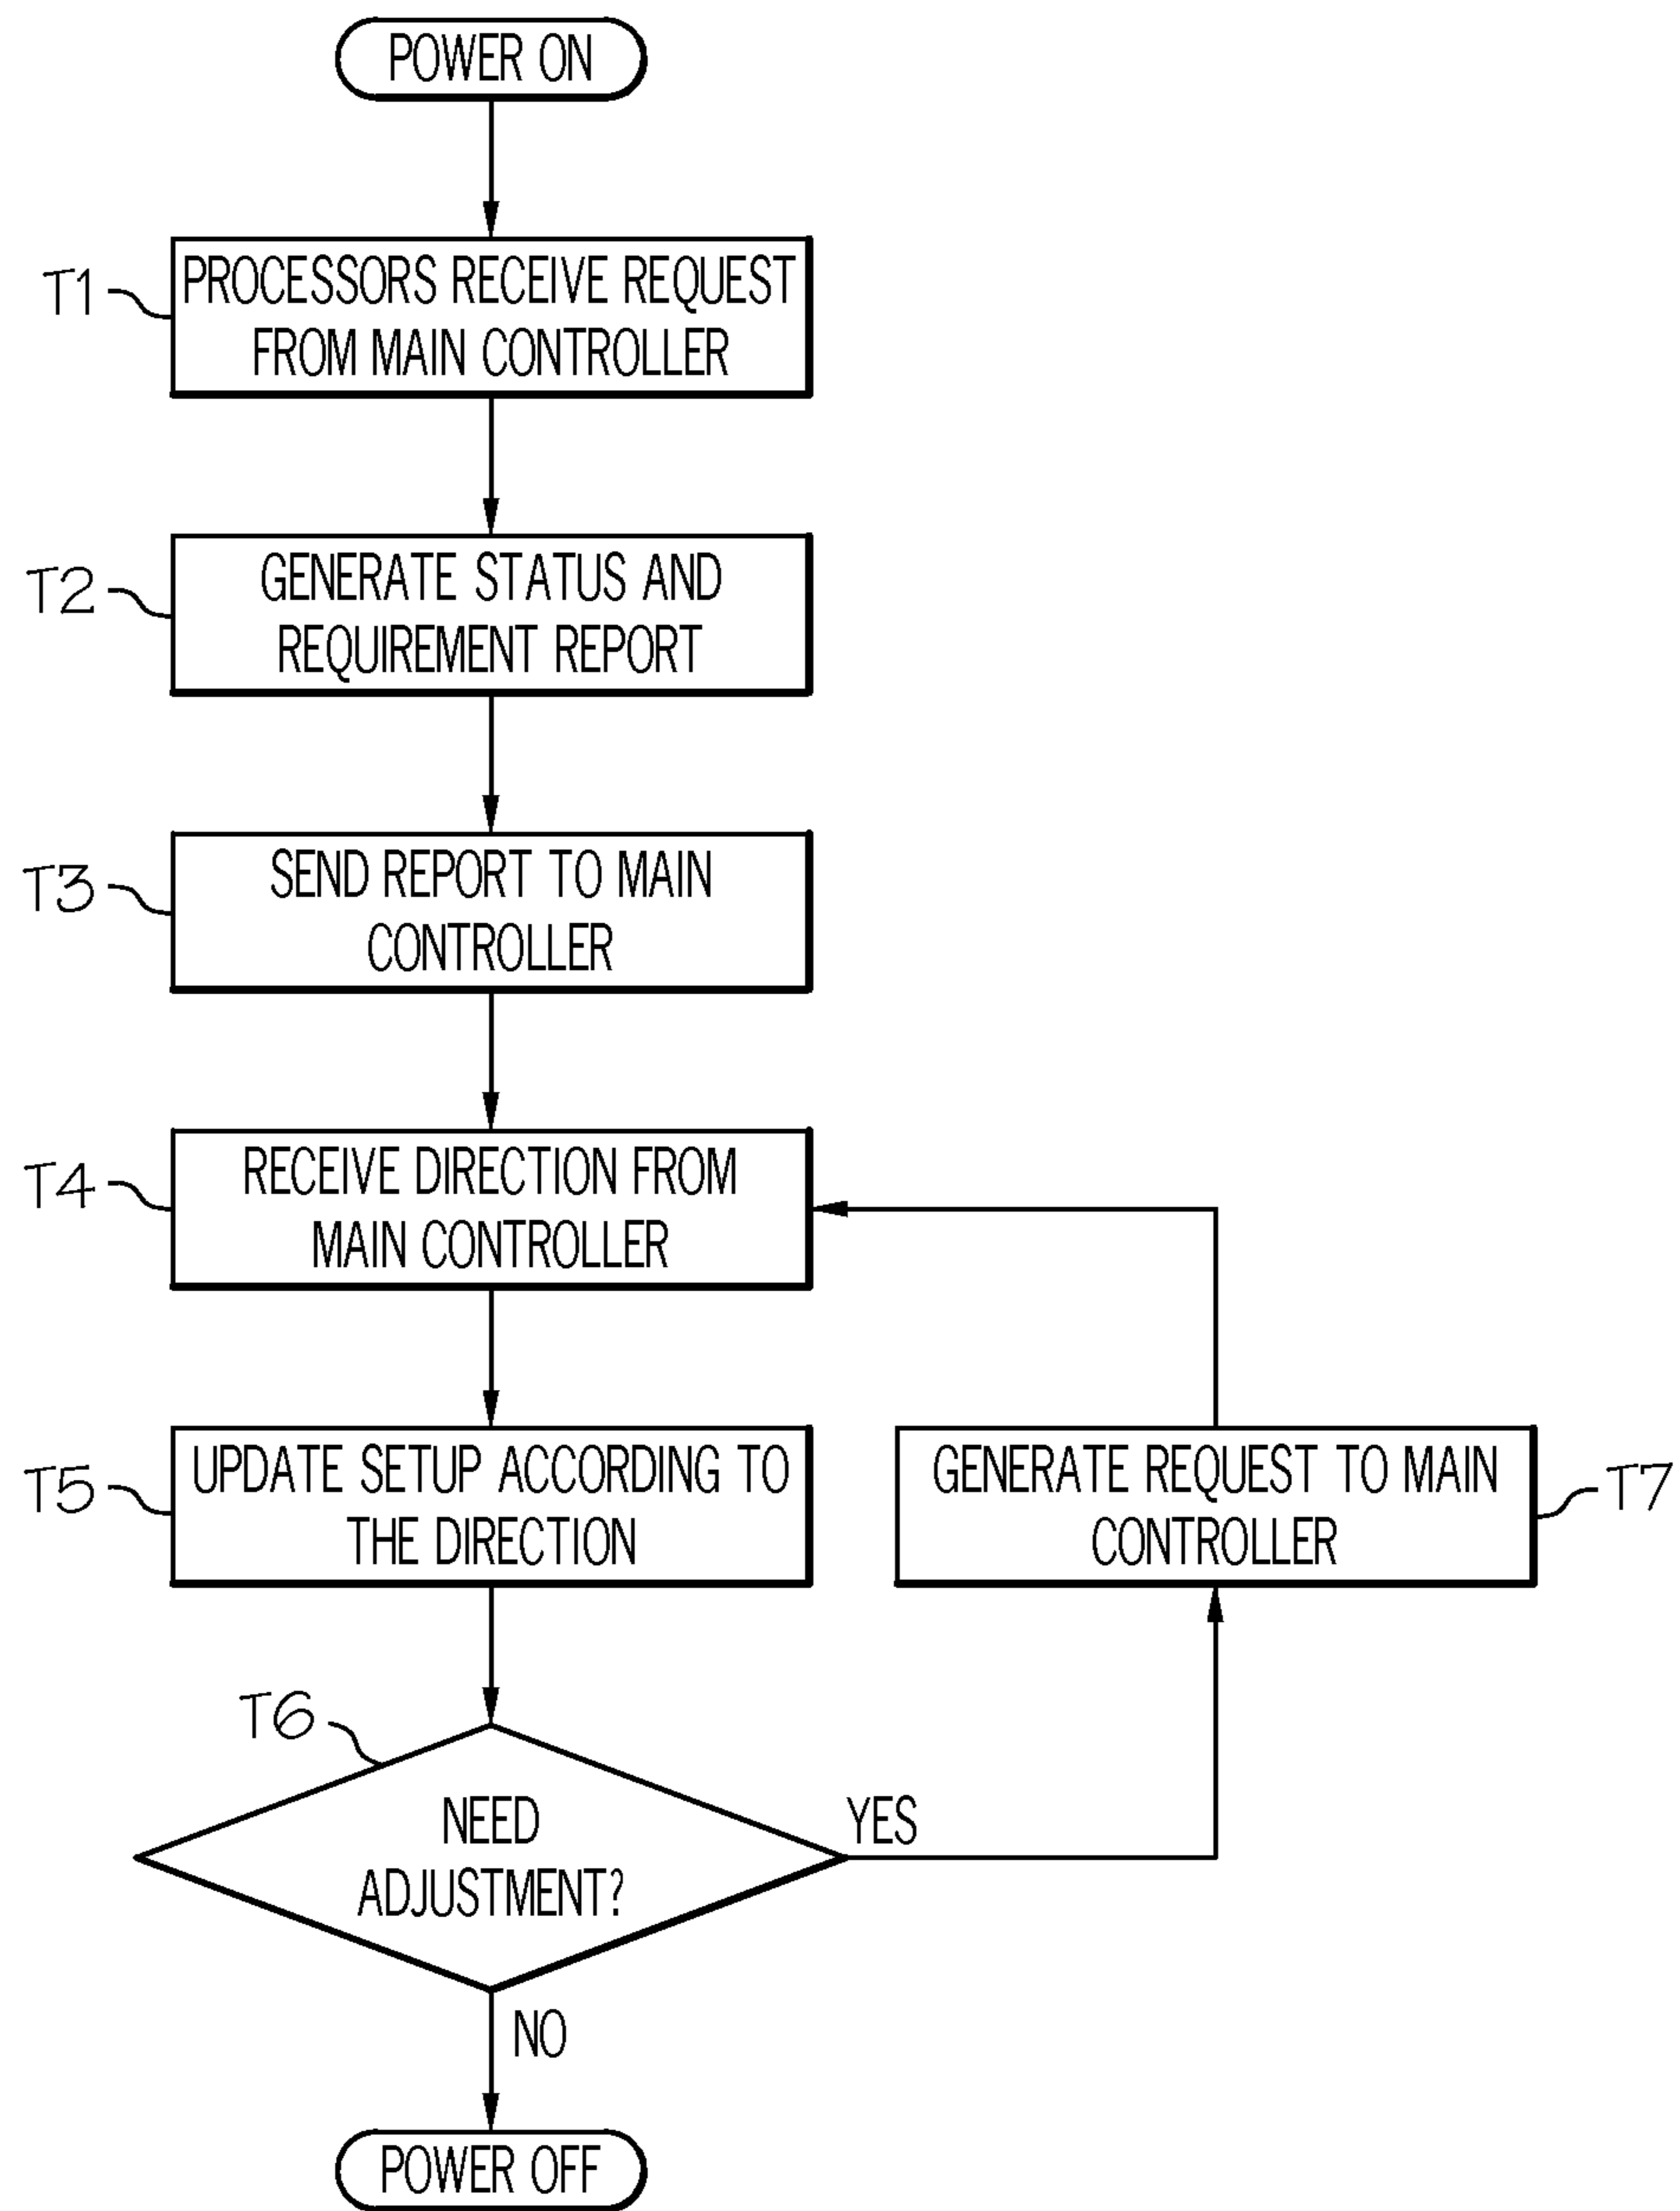 POWER ON
T1
PROCESSORS RECEIVE REQUEST
FROM MAIN CONTROLLER
T2
GENERATE STATUS AND
REQUIREMENT REPORT
T3
SEND REPORT TO MAIN
CONTROLLER
T4
RECEIVE DIRECTION FROM
MAIN CONTROLLER
T5
UPDATE SETUP ACCORDING TO
THE DIRECTION
GENERATE REQUEST TO MAIN
CONTROLLER
T7
T6
NEED
ADJUSTMENT?
YES
NO
POWER OFF